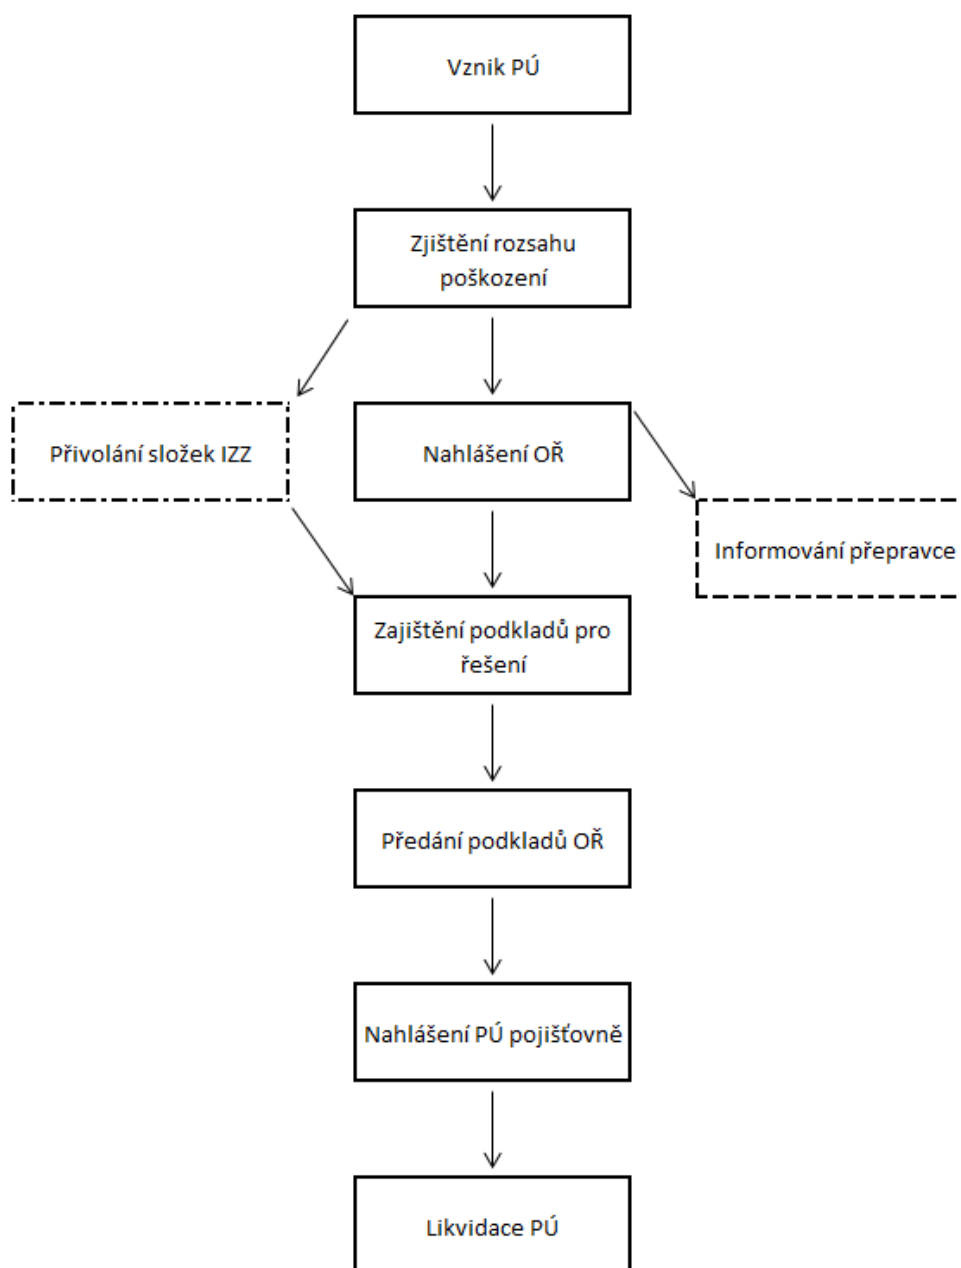 Vznik PÚ
Zjištění rozsahu
poškození
Přivolání složek IZZ
Nahlášení OŘ
Informování přepravce
Zajištění podkladů pro
řešení
Předání podkladů OŘ
Nahlášení PÚ pojišťovně
Likvidace PÚ